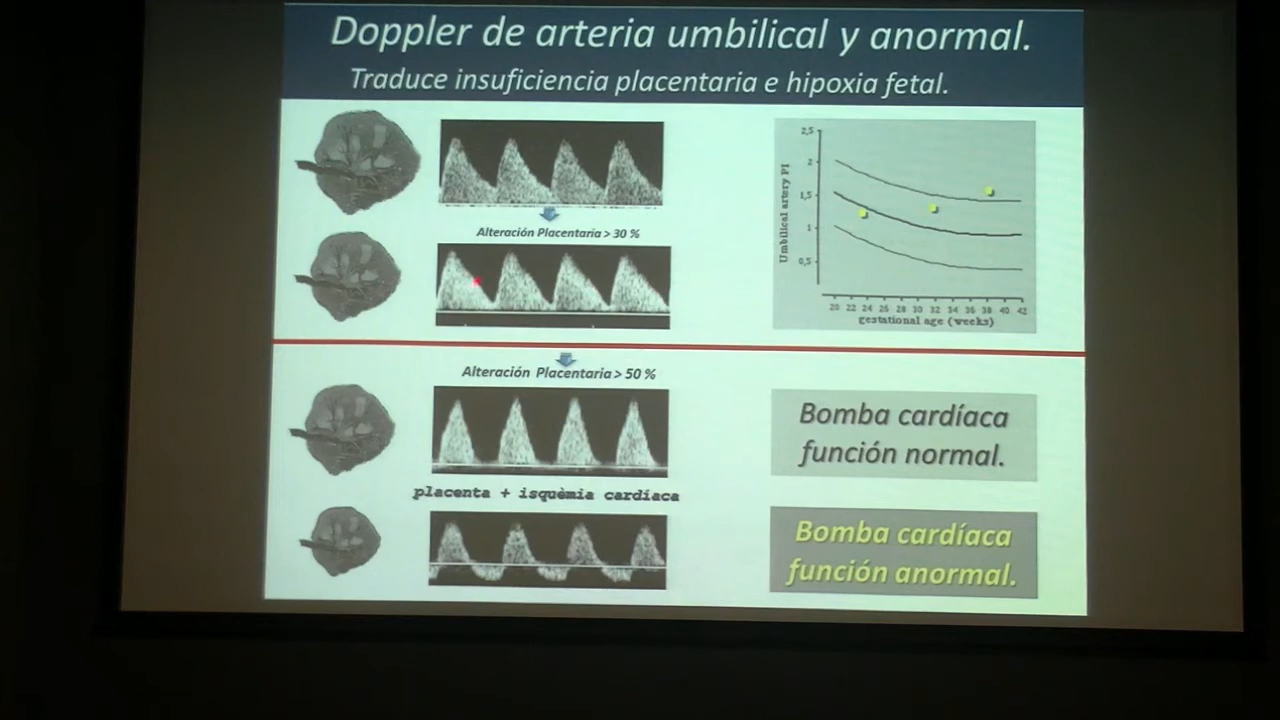 Doppler de arteria umbilical y anormal.
Traduce insuficiencia placentaria e hipoxia fetal.
Alteración Placentaria > 30 %
Alteración Placentaria > 50 %
placenta + isquèmia cardíaca
Umbilical artery PI
2,5
2
1,5
1
0,5
20 22 24 26 28 30 32 34 36 38 40 42
gestational age (weeks)
Bomba cardíaca
función normal.
Bomba cardíaca
función anormal.